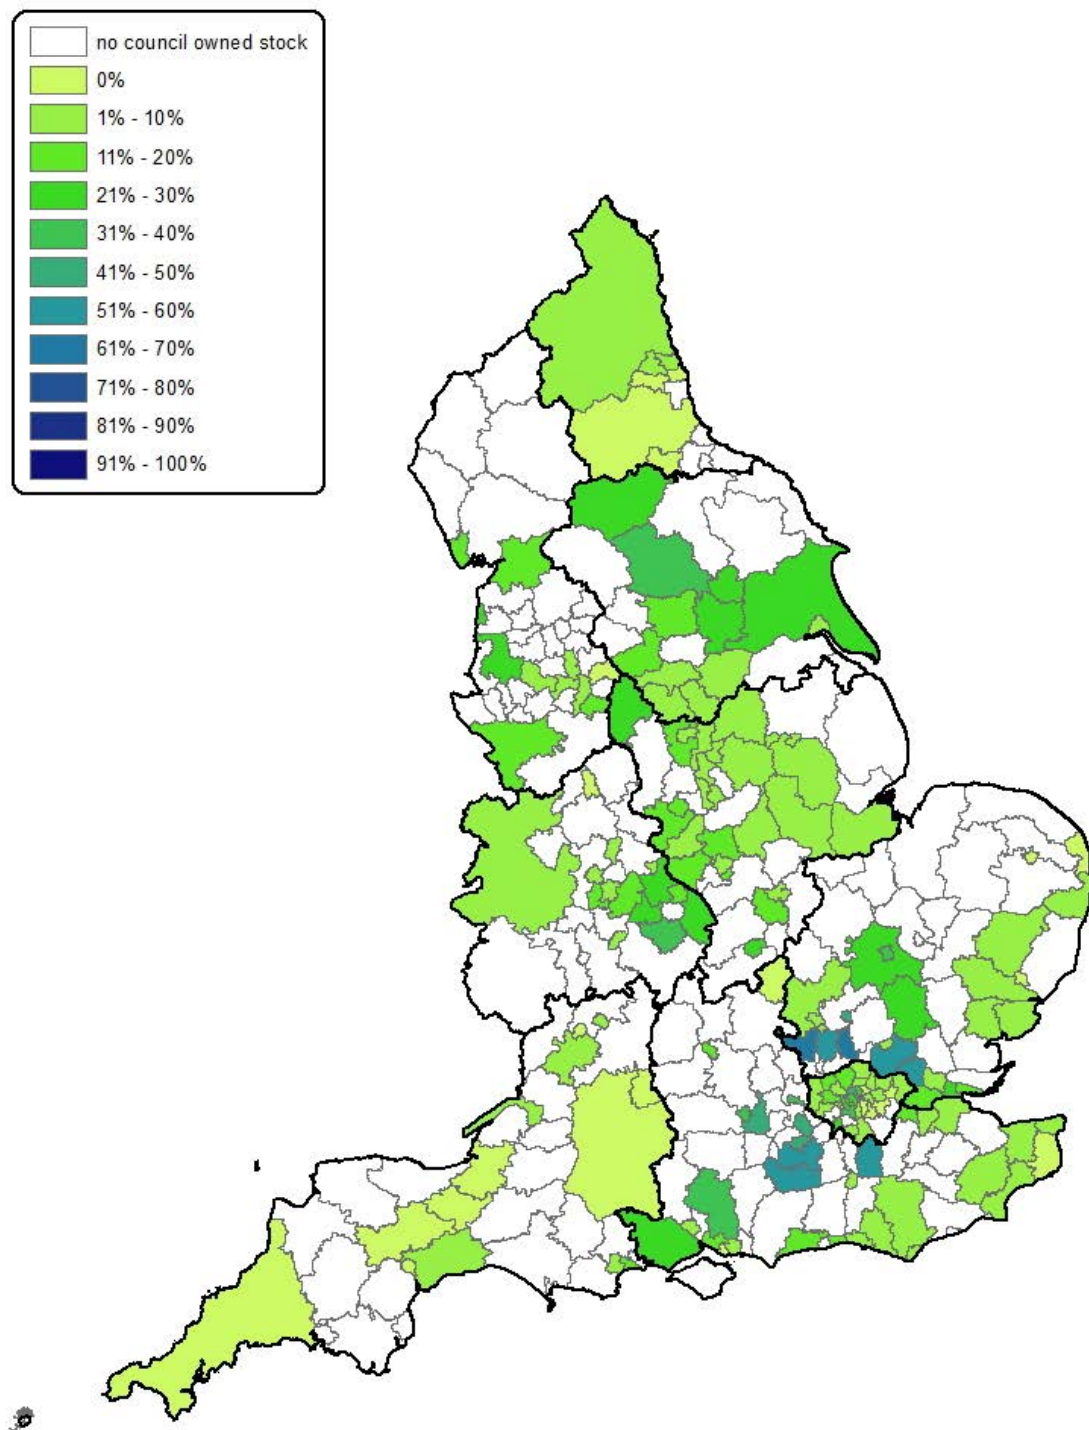 no council owned stock
0%
1% - 10%
11% - 20%
21% - 30%
31% - 40%
41% - 50%
51% - 60%
61% - 70%
71% - 80%
81% - 90%
91% - 100%